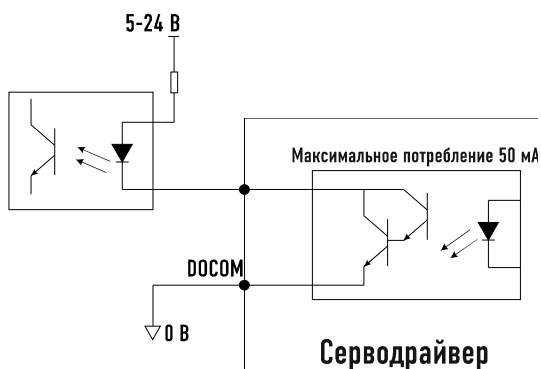 5-24 В
Максимальное потребление 50 мА
DOCOM
0 В
Серводрайвер